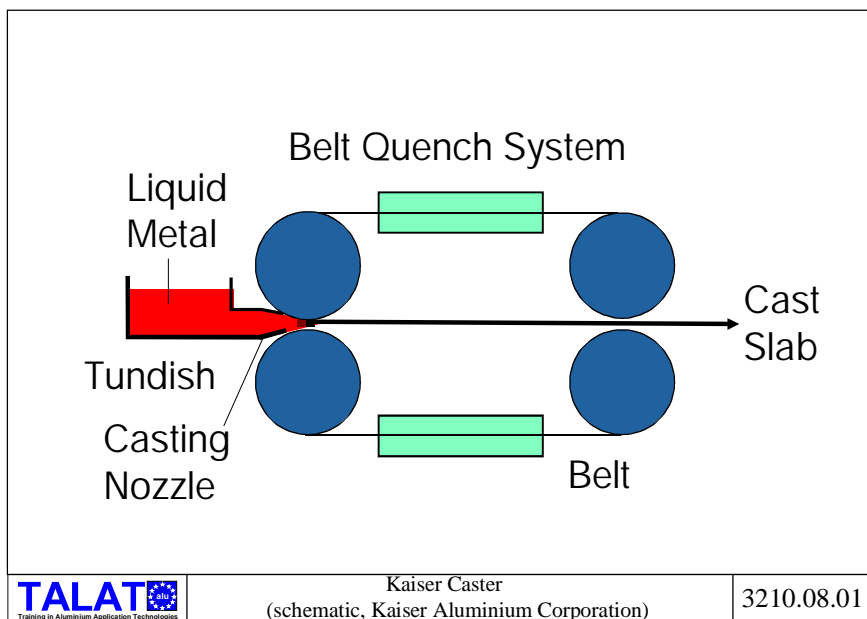 Belt Quench System
Liquid
Metal
Cast
Slab
Tundish
Casting
Nozzle
Belt
TALAT
alu
Training in Aluminium Application Technologies
Kaiser Caster
(schematic, Kaiser Aluminium Corporation)
3210.08.01